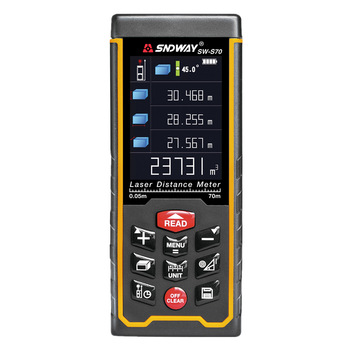 SNDWAY
SW-S70
45.0°
30.468 m
28.255 m
27.567 m
23731 m³
Laser Distance Meter
0.05m 70m
READ
MENU
UNIT
OFF
CLEAR